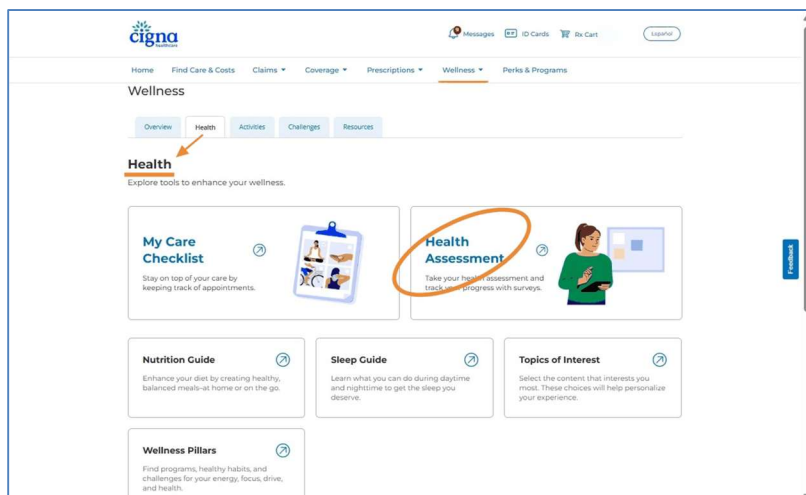 cigna
healthcare
Messages
ID Cards
Rx Cart
Español
Home
Find Care & Costs
Claims
Coverage
Prescriptions
Wellness
Perks & Programs
Wellness
Overview
Health
Activities
Challenges
Resources
Health
Explore tools to enhance your wellness.
My Care
Checklist
Stay on top of your care by
keeping track of appointments.
Health
Assessment
Take your health assessment and
track your progress with surveys.
Feedback
Nutrition Guide
Enhance your diet by creating healthy,
balanced meals-at home or on the go.
Sleep Guide
Learn what you can do during daytime
and nighttime to get the sleep you
deserve.
Topics of Interest
Select the content that interests you
most. These choices will help personalize
your experience.
Wellness Pillars
Find programs, healthy habits, and
challenges for your energy, focus, drive,
and health.